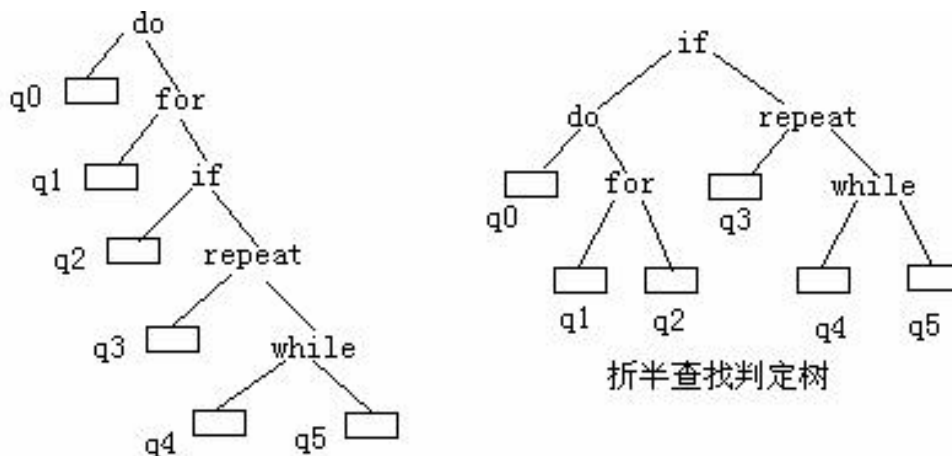 do
q0
for
q1
if
q2
repeat
q3
while
q4
q5
if
do
repeat
q0
for
q3
while
q1
q2
q4
q5
折半查找判定树